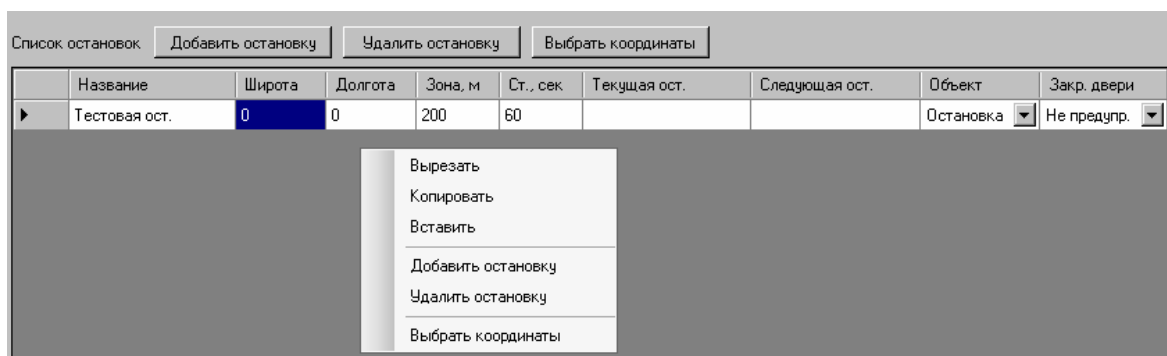 Список остановок Добавить остановку Удалить остановку Выбрать координаты
Название Широта Долгота Зона, м Ст., сек Текущая ост. Следующая ост. Объект Закр. двери
Тестовая ост. 0 0 200 60 Остановка Не предупр.
Вырезать
Копировать
Вставить
Добавить остановку
Удалить остановку
Выбрать координаты